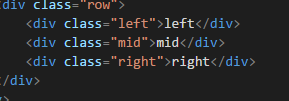 div class="row">
<div class="left">left</div>
<div class="mid">mid</div>
<div class="right">right</div>
</div>